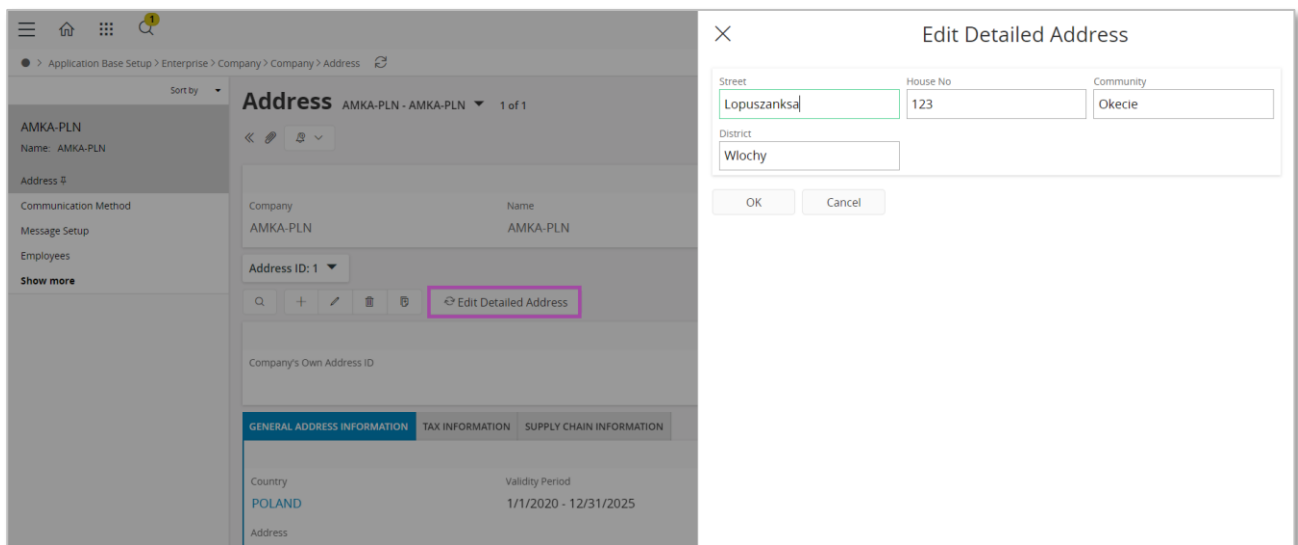 1
> Application Base Setup > Enterprise > Company > Company > Address
Sort by
AMKA-PLN
Name: AMKA-PLN
Address
Communication Method
Message Setup
Employees
Show more
Address AMKA-PLN - AMKA-PLN 1 of 1
Company Name
AMKA-PLN AMKA-PLN
Address ID: 1
Edit Detailed Address
Company's Own Address ID
GENERAL ADDRESS INFORMATION TAX INFORMATION SUPPLY CHAIN INFORMATION
Country Validity Period
POLAND 1/1/2020 - 12/31/2025
Address
Edit Detailed Address
Street House No Community
Lopuszanksa 123 Okecie
District
Wlochy
OK Cancel